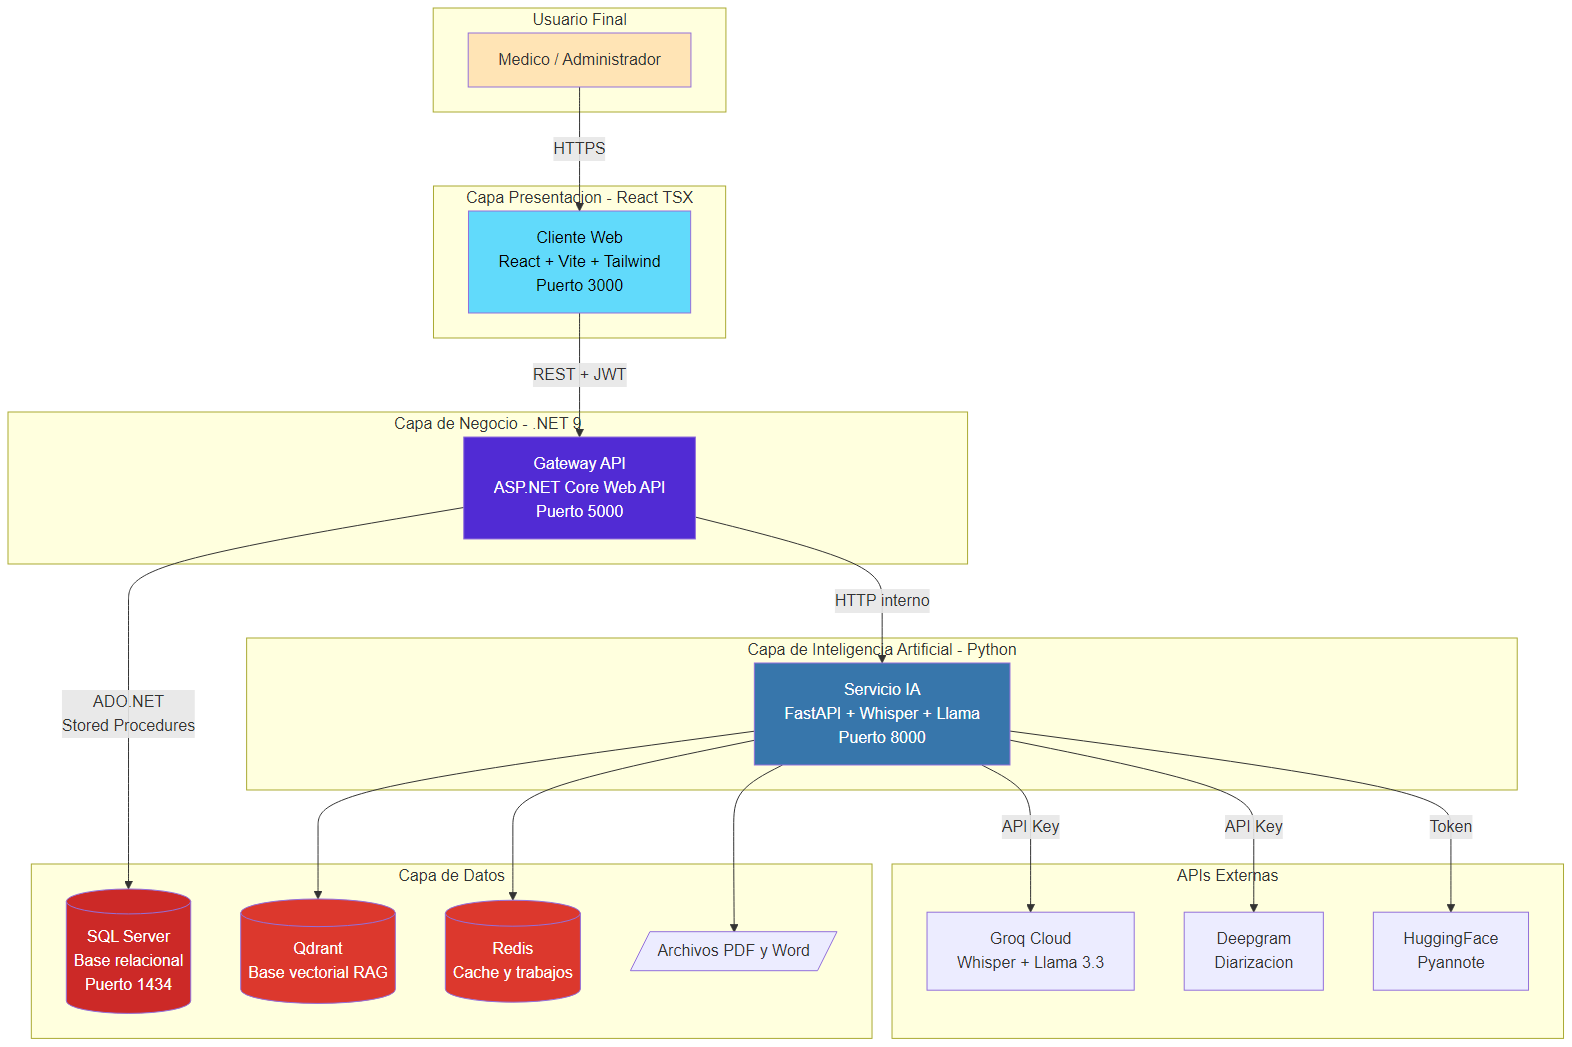 Usuario Final
Medico / Administrador
HTTPS
Capa Presentacion - React TSX
Cliente Web
React + Vite + Tailwind
Puerto 3000
REST + JWT
Capa de Negocio - .NET 9
Gateway API
ASP.NET Core Web API
Puerto 5000
HTTP interno
Capa de Inteligencia Artificial - Python
Servicio IA
FastAPI + Whisper + Llama
Puerto 8000
ADO.NET
Stored Procedures
API Key
API Key
Token
Capa de Datos
SQL Server
Base relacional
Puerto 1434
Qdrant
Base vectorial RAG
Redis
Cache y trabajos
Archivos PDF y Word
APIs Externas
Groq Cloud
Whisper + Llama 3.3
Deepgram
Diarizacion
HuggingFace
Pyannote